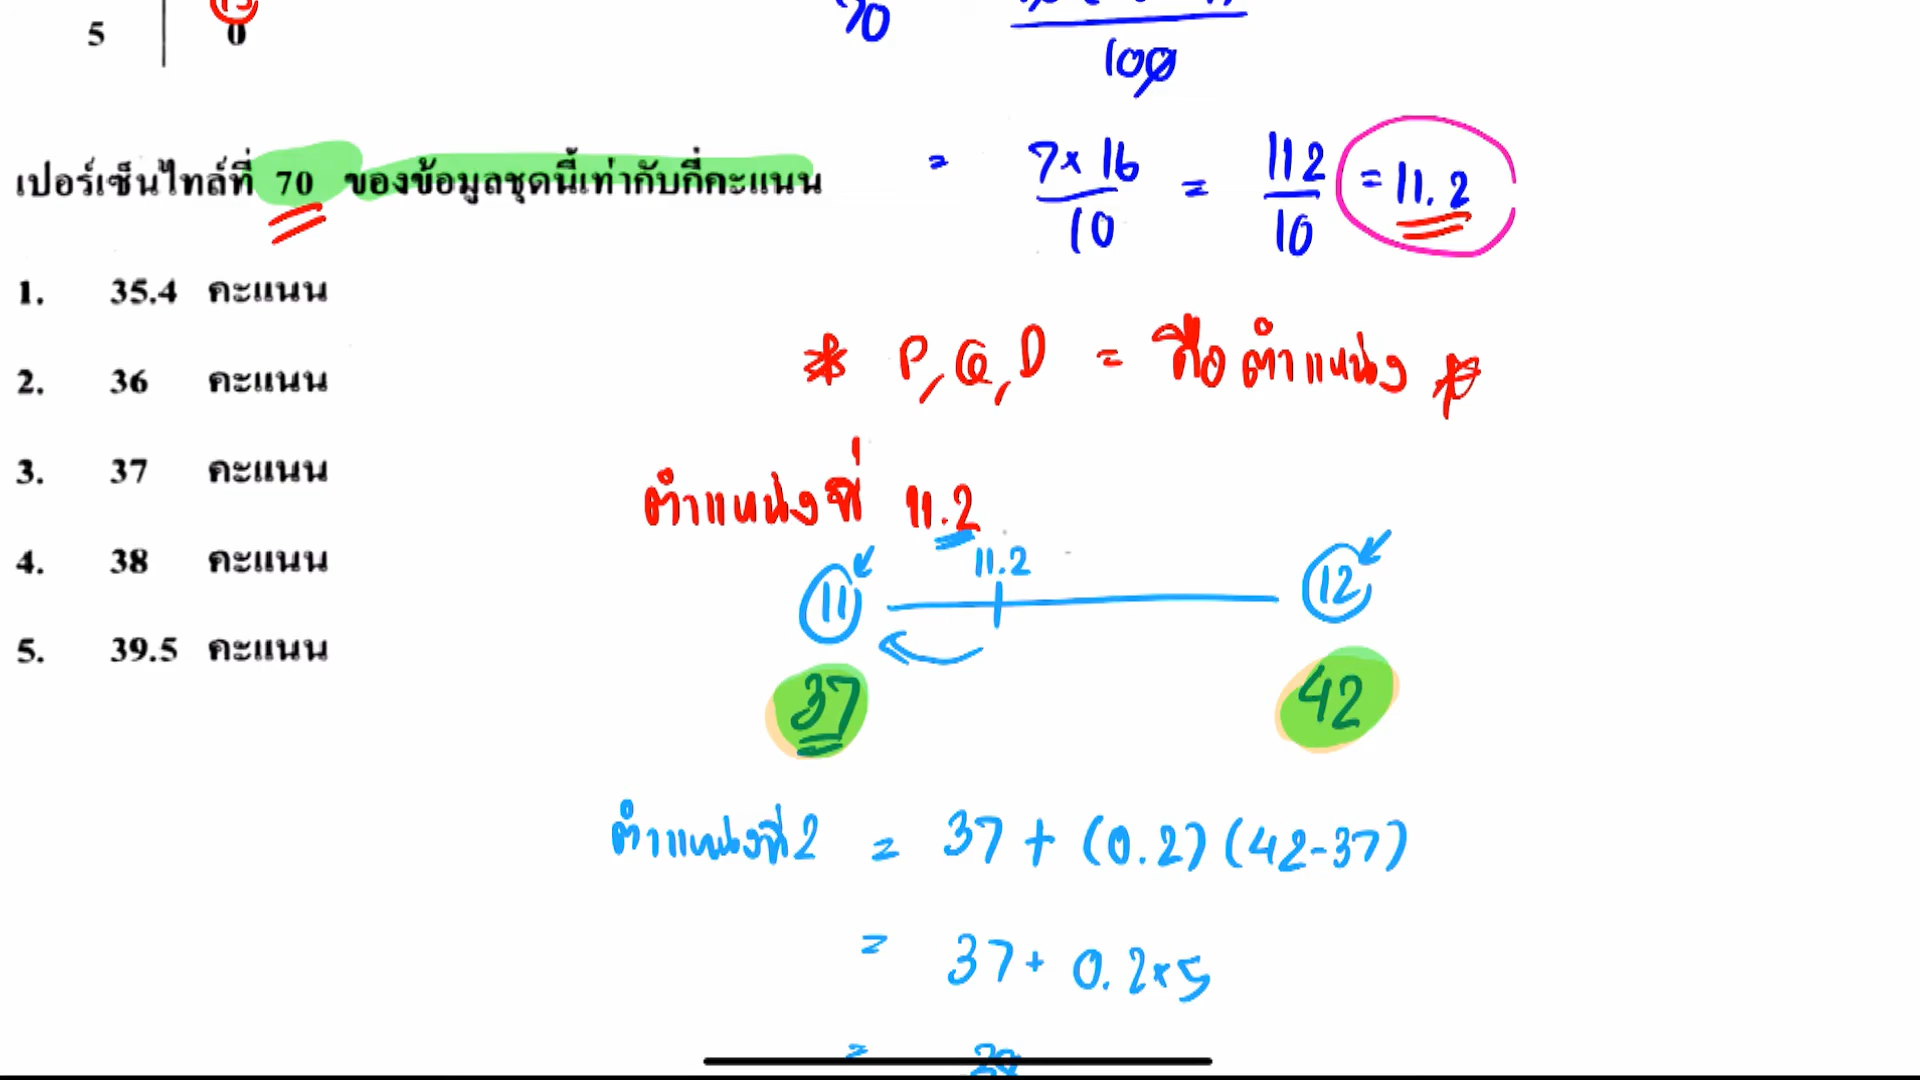 5 | 0
70
100
เปอร์เซ็นไทล์ที่ 70 ของข้อมูลชุดนี้เท่ากับกี่คะแนน
= 7 x 16 / 10 = 112 / 10 = 11.2
1. 35.4 คะแนน
* P, Q, D = คือตำแหน่ง *
2. 36 คะแนน
3. 37 คะแนน
ตำแหน่งที่ 11.2
4. 38 คะแนน
11 11.2 12
5. 39.5 คะแนน
37 42
ตำแหน่งที่ 2 = 37 + (0.2) (42-37)
= 37 + 0.2 x 5
= 38